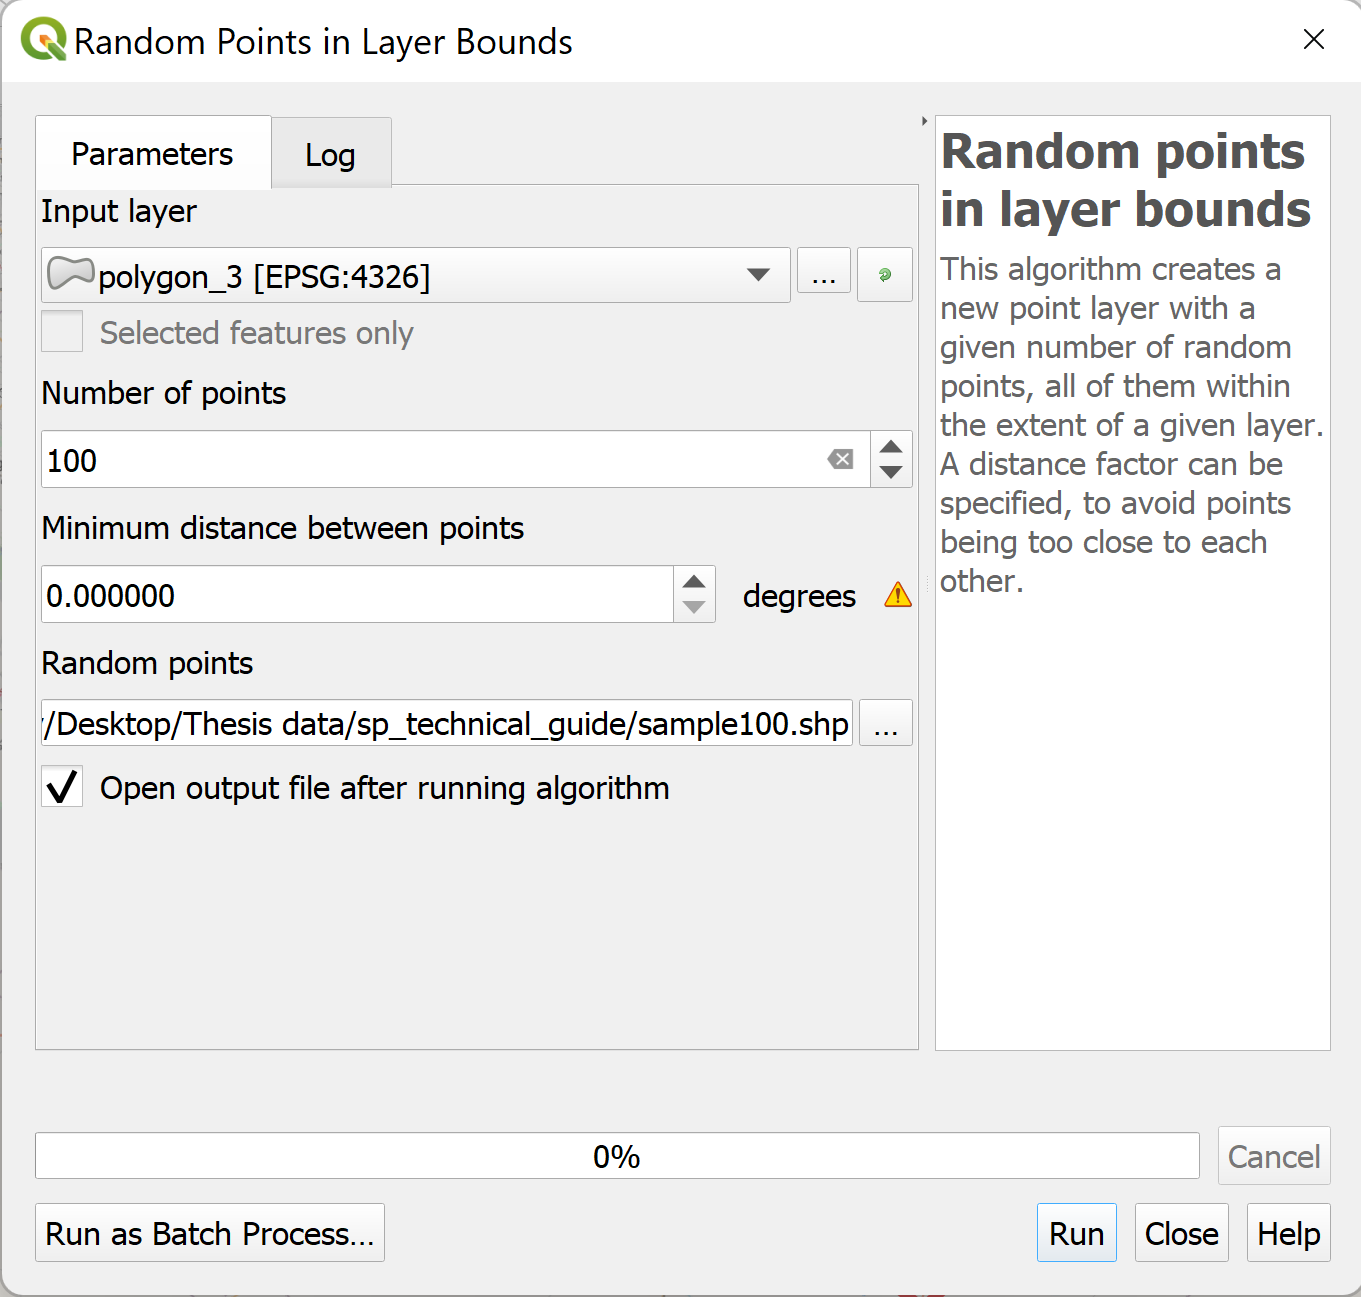 Random Points in Layer Bounds
Parameters
Log
Input layer
polygon_3 [EPSG:4326]
...
Selected features only
Number of points
100
Minimum distance between points
0.000000
degrees
Random points
/Desktop/Thesis data/sp_technical_guide/sample100.shp
...
Open output file after running algorithm
Random points
in layer bounds
This algorithm creates a
new point layer with a
given number of random
points, all of them within
the extent of a given layer.
A distance factor can be
specified, to avoid points
being too close to each
other.
0%
Cancel
Run as Batch Process...
Run
Close
Help